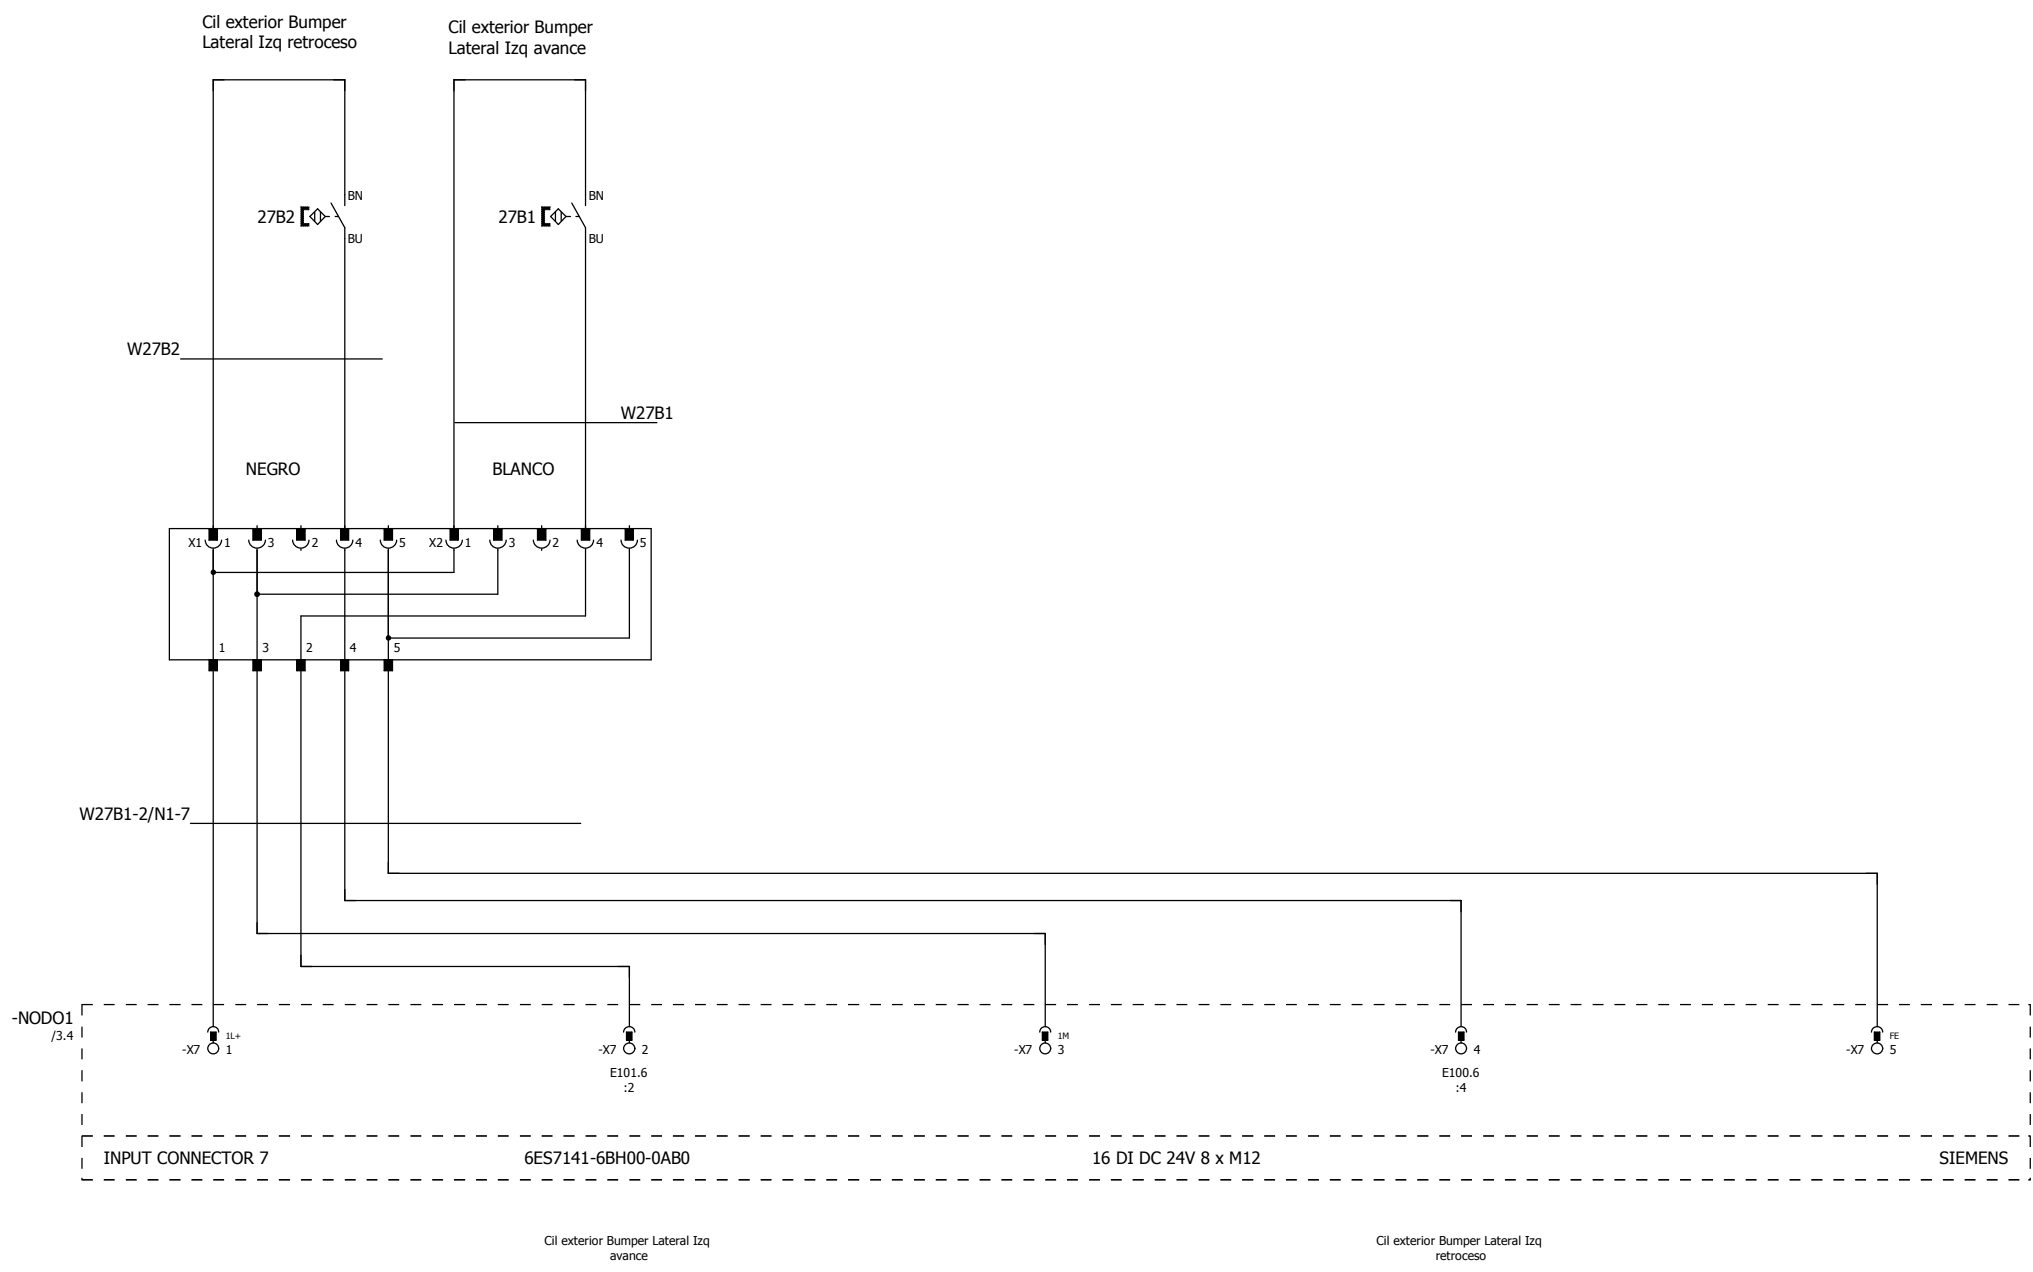 Cil exterior Bumper
Lateral Izq retroceso
Cil exterior Bumper
Lateral Izq avance
BN
27B2
BU
BN
27B1
BU
W27B2
W27B1
NEGRO
BLANCO
X1 1 3 2 4 5 X2 1 3 2 4 5
1 3 2 4 5
W27B1-2/N1-7
-NODO1
/3.4
1L+
-X7 1
-X7 2
E101.6
:2
1M
-X7 3
-X7 4
E100.6
:4
FE
-X7 5
INPUT CONNECTOR 7 6ES7141-6BH00-0AB0 16 DI DC 24V 8 x M12 SIEMENS
Cil exterior Bumper Lateral Izq
avance
Cil exterior Bumper Lateral Izq
retroceso